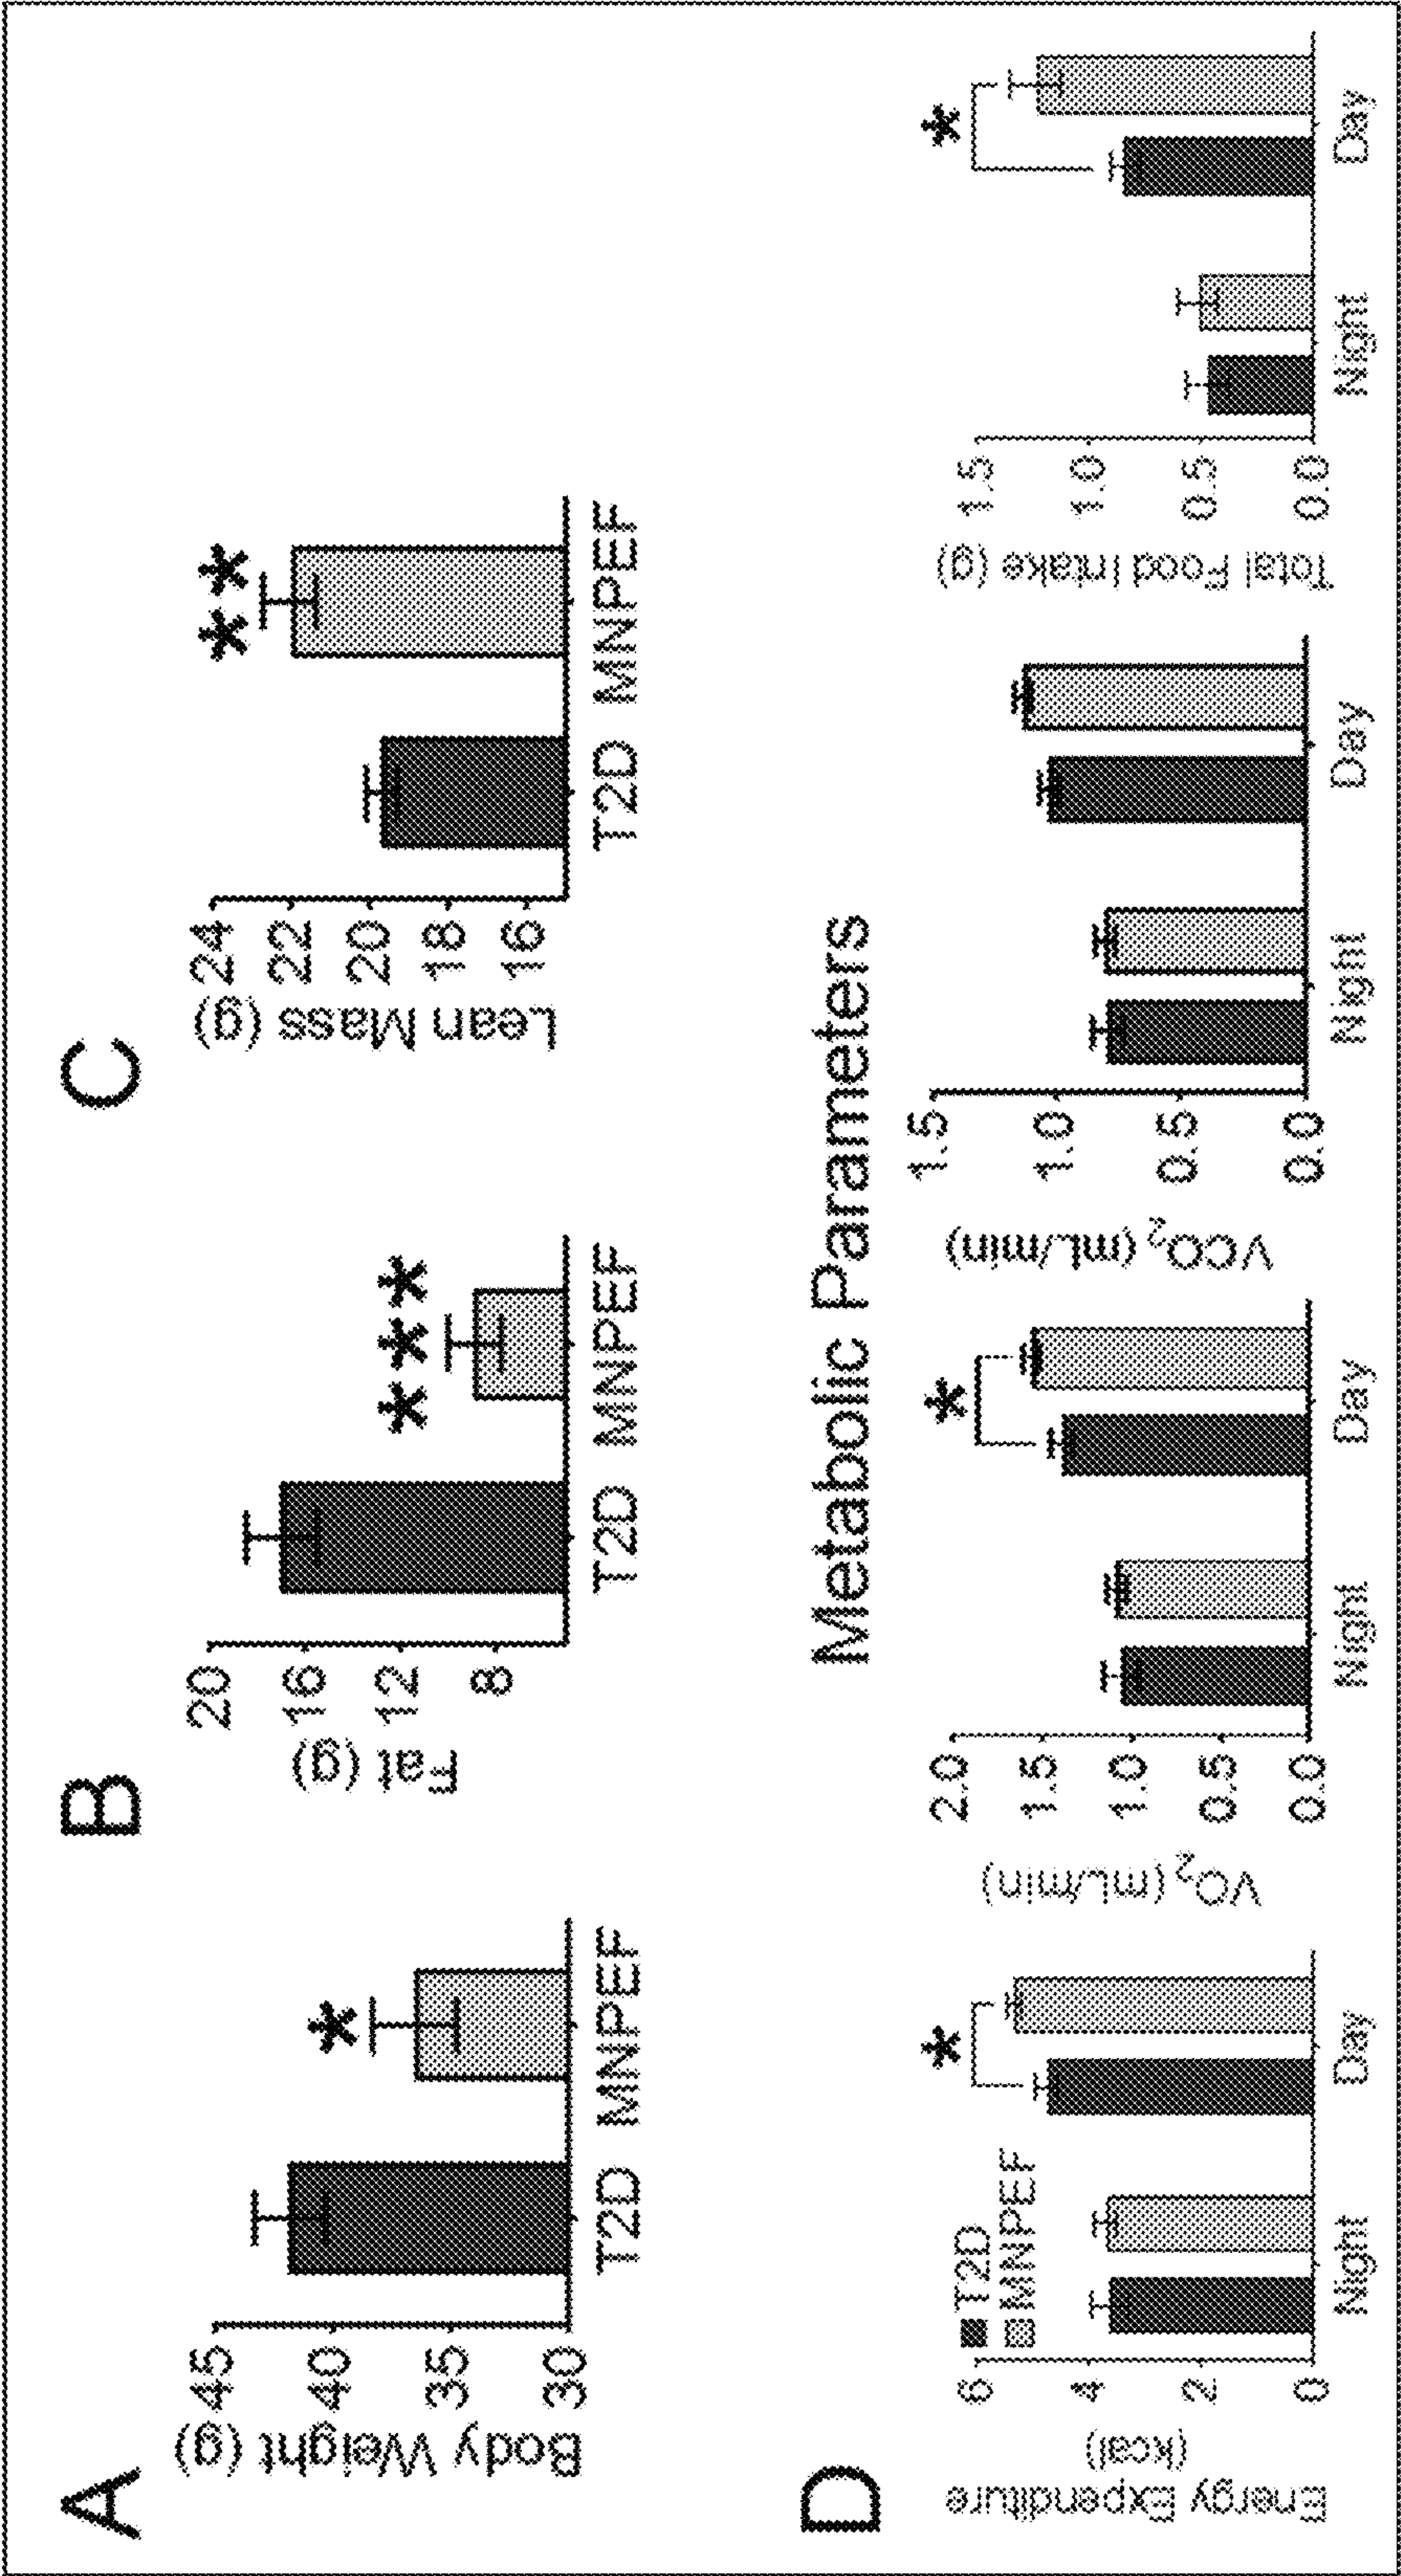 A
Body Weight (g)
45
40
35
30
*
T2D MNPEF
B
Fat (g)
20
16
12
8
***
T2D MNPEF
C
Lean Mass (g)
24
22
20
18
16
**
T2D MNPEF
D
Metabolic Parameters
Energy Expenditure
(kcal)
6
4
2
0
T2D
MNPEF
*
Night Day
VO2 (mL/min)
2.0
1.5
1.0
0.5
0.0
*
Night Day
VCO2 (mL/min)
1.5
1.0
0.5
0.0
Night Day
Total Food Intake (g)
1.5
1.0
0.5
0.0
*
Night Day